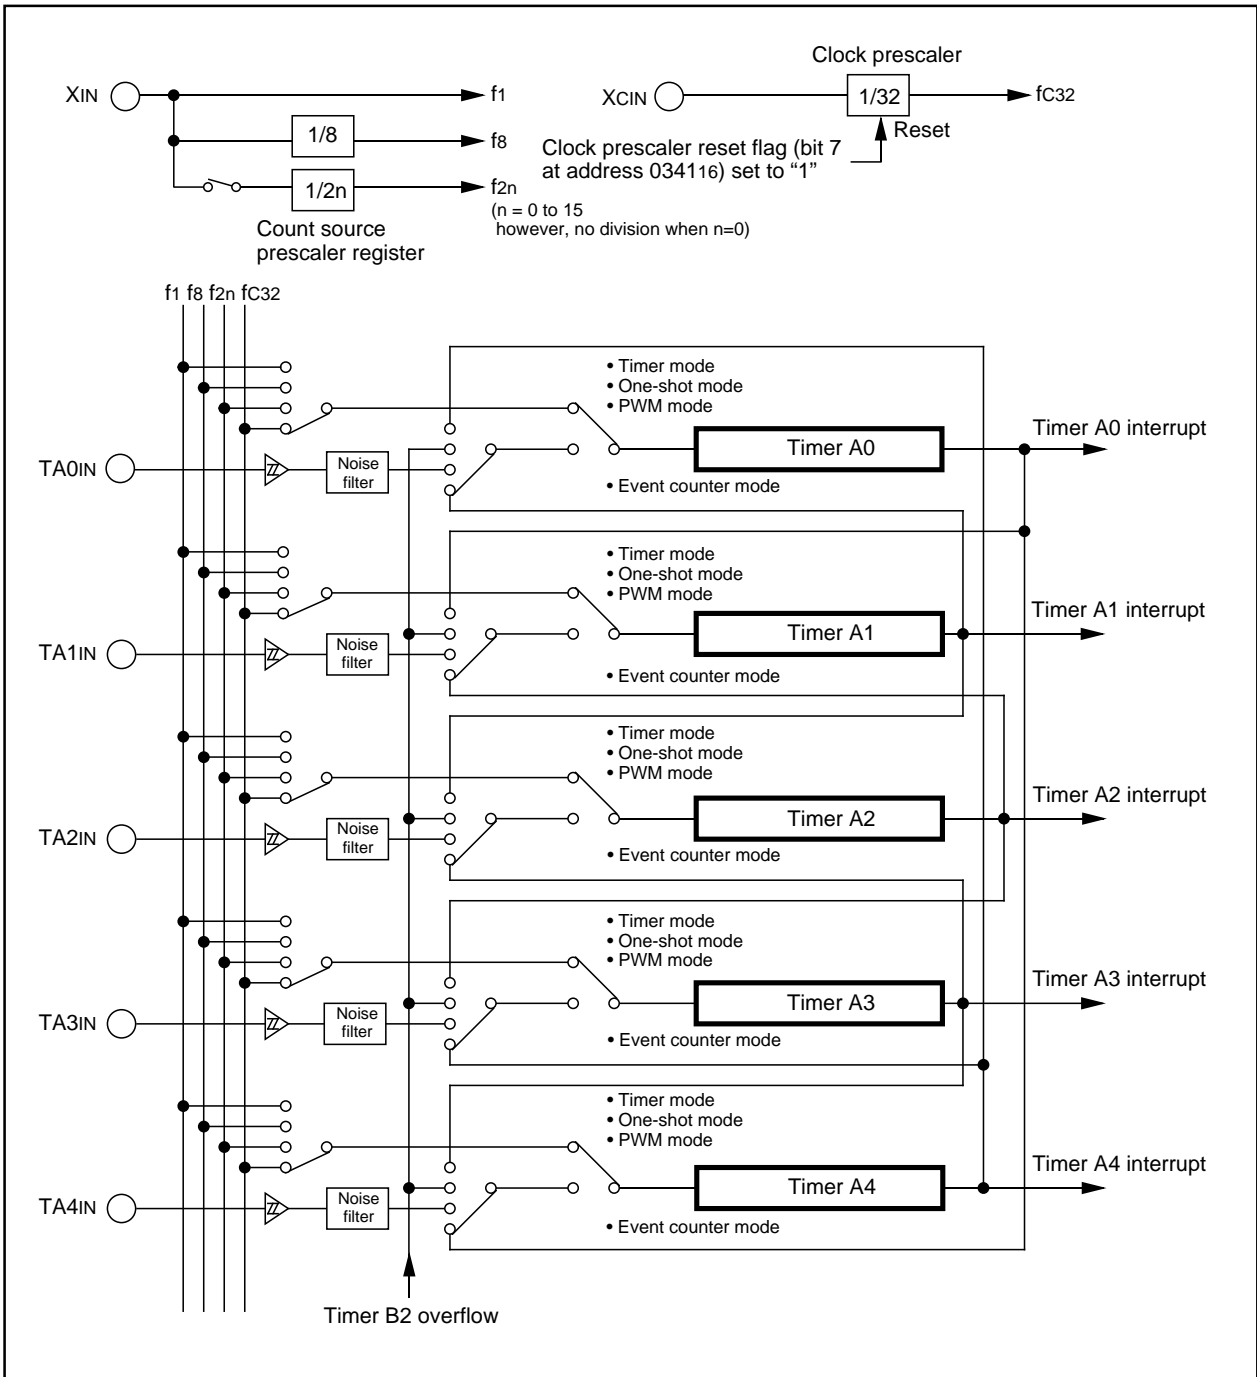 Clock prescaler
XIN
f1
XCIN
1/32
fC32
Reset
1/8
f8
Clock prescaler reset flag (bit 7
at address 034116) set to “1”
1/2n
f2n
(n = 0 to 15
however, no division when n=0)
Count source
prescaler register
f1 f8 f2n fC32
• Timer mode
• One-shot mode
• PWM mode
Timer A0 interrupt
Timer A0
TA0IN
Noise
filter
• Event counter mode
• Timer mode
• One-shot mode
• PWM mode
Timer A1 interrupt
Timer A1
TA1IN
Noise
filter
• Event counter mode
• Timer mode
• One-shot mode
• PWM mode
Timer A2 interrupt
Timer A2
TA2IN
Noise
filter
• Event counter mode
• Timer mode
• One-shot mode
• PWM mode
Timer A3 interrupt
Timer A3
TA3IN
Noise
filter
• Event counter mode
• Timer mode
• One-shot mode
• PWM mode
Timer A4 interrupt
Timer A4
TA4IN
Noise
filter
• Event counter mode
Timer B2 overflow